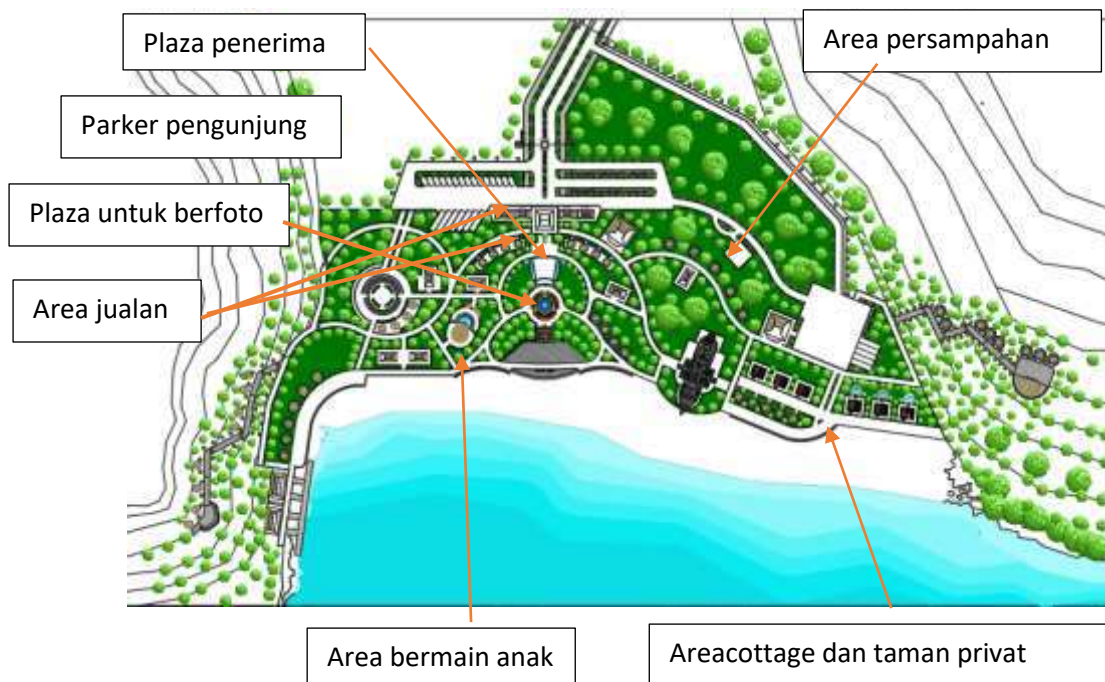 Plaza penerima
Area persampahan
Parker pengunjung
Plaza untuk berfoto
Area jualan
Area bermain anak
Areacottage dan taman privat